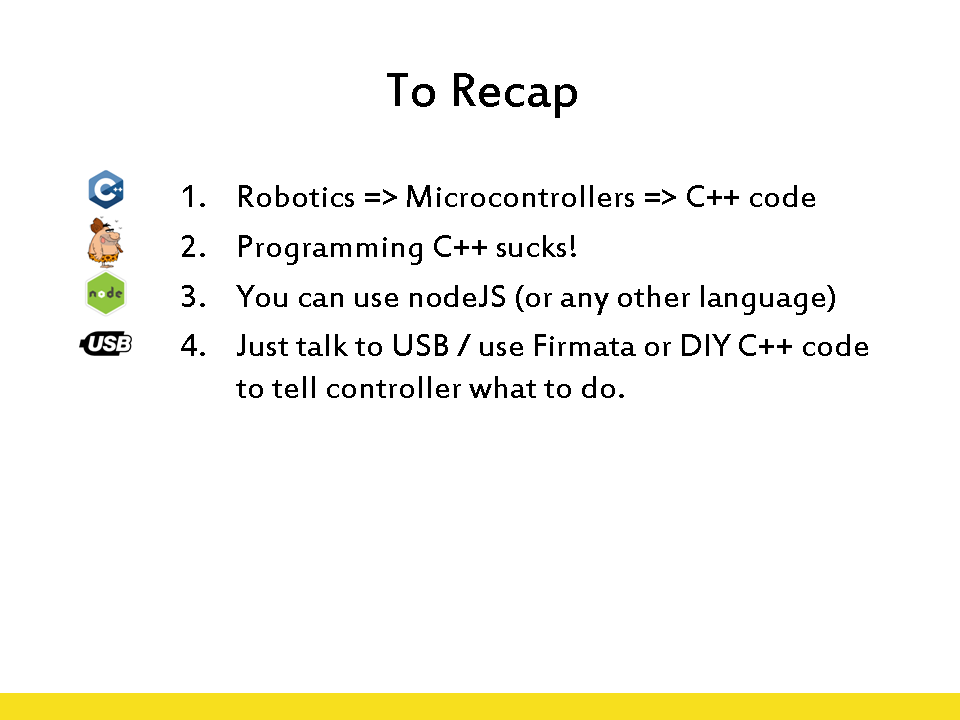 To Recap
1. Robotics => Microcontrollers => C++ code
2. Programming C++ sucks!
node
3. You can use nodeJS (or any other language)
USB
4. Just talk to USB / use Firmata or DIY C++ code
to tell controller what to do.